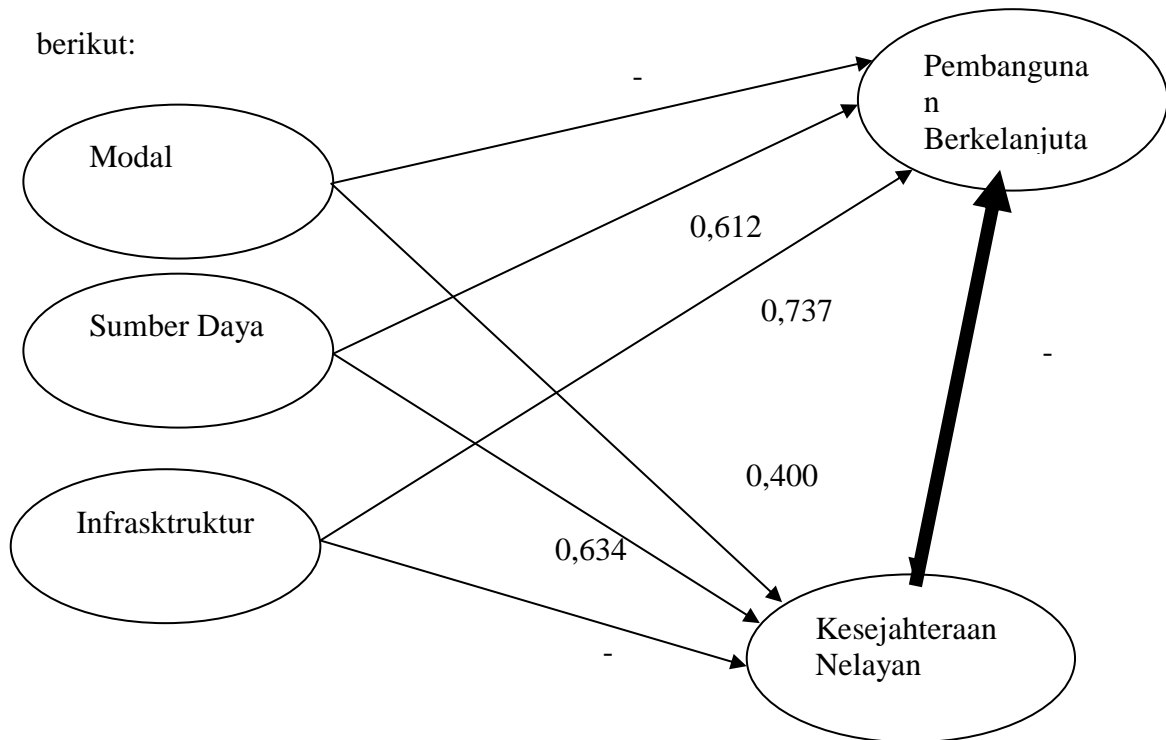 berikut:
-
Pembanguna
n
Berkelanjuta
Modal
0,612
Sumber Daya
0,737
-
0,400
Infrasktruktur
0,634
Kesejahteraan
Nelayan
-